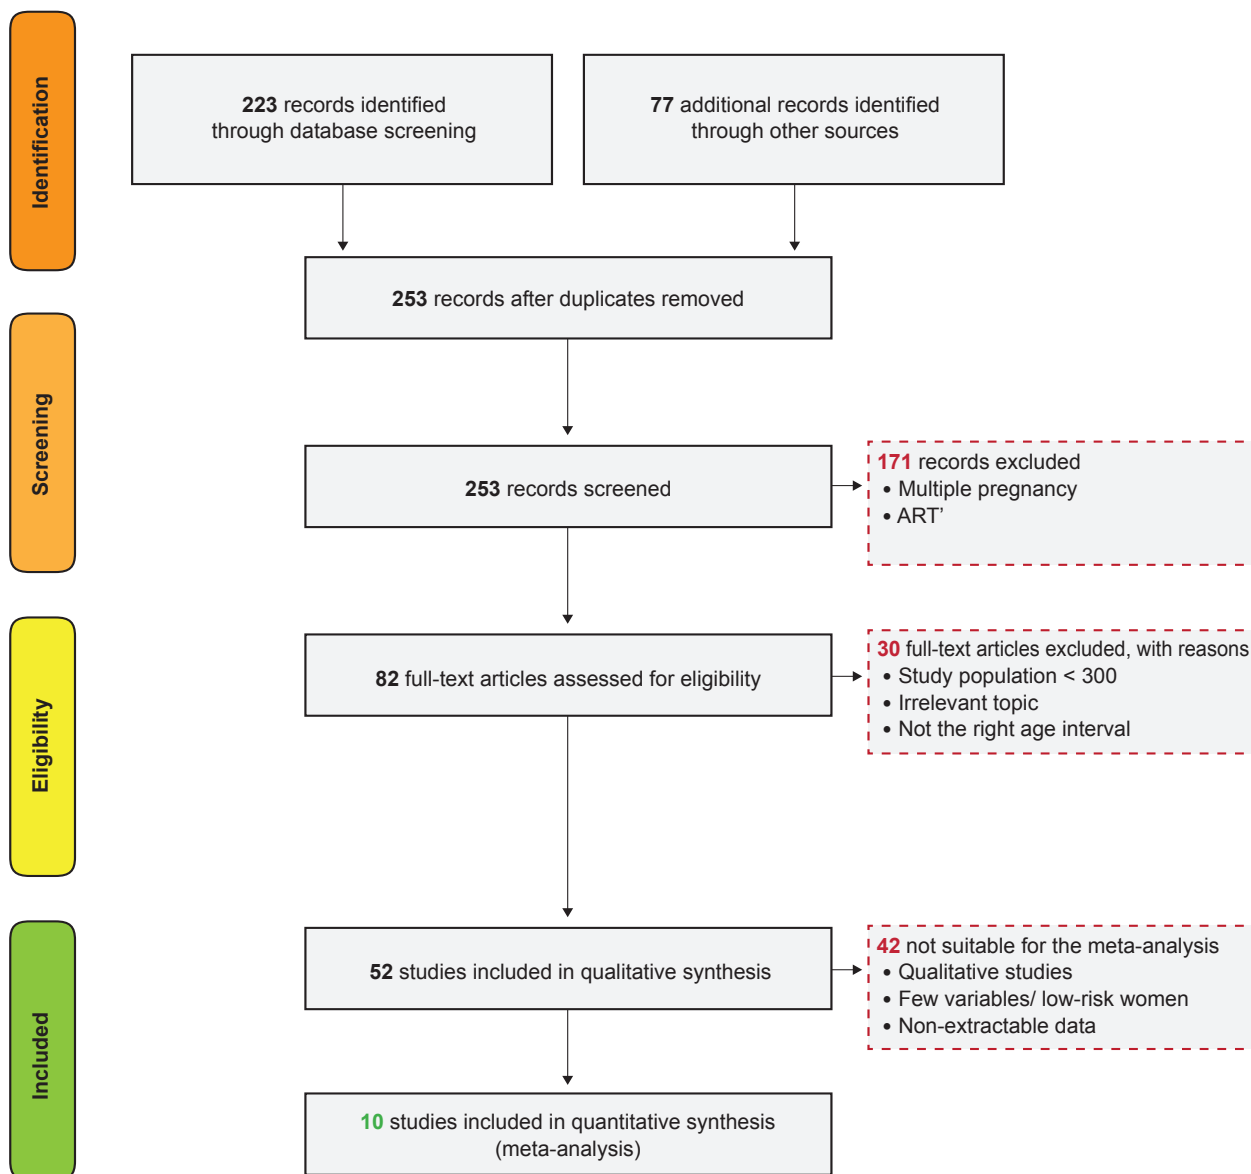 Identification
223 records identified
through database screening
77 additional records identified
through other sources
253 records after duplicates removed
Screening
253 records screened
171 records excluded
• Multiple pregnancy
• ART’
Eligibility
82 full-text articles assessed for eligibility
30 full-text articles excluded, with reasons
• Study population < 300
• Irrelevant topic
• Not the right age interval
Included
52 studies included in qualitative synthesis
42 not suitable for the meta-analysis
• Qualitative studies
• Few variables/ low-risk women
• Non-extractable data
10 studies included in quantitative synthesis
(meta-analysis)